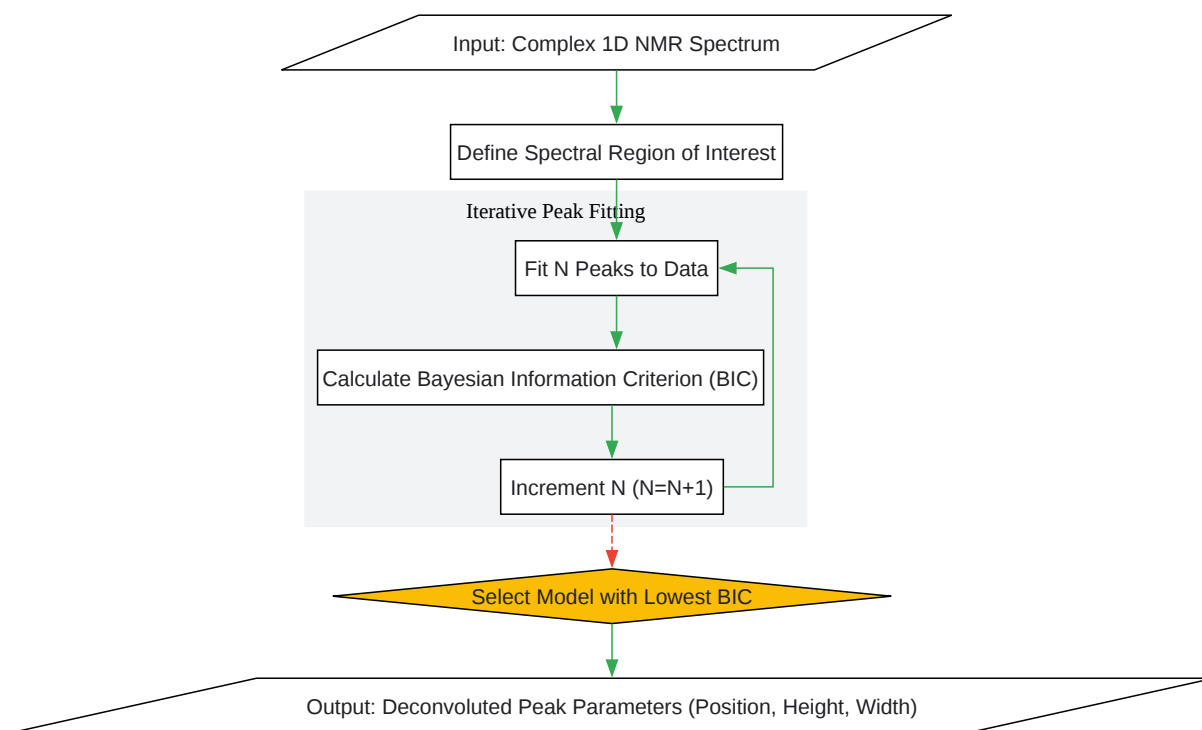 Input: Complex 1D NMR Spectrum
Define Spectral Region of Interest
Iterative Peak Fitting
Fit N Peaks to Data
Calculate Bayesian Information Criterion (BIC)
Increment N (N=N+1)
Select Model with Lowest BIC
Output: Deconvoluted Peak Parameters (Position, Height, Width)